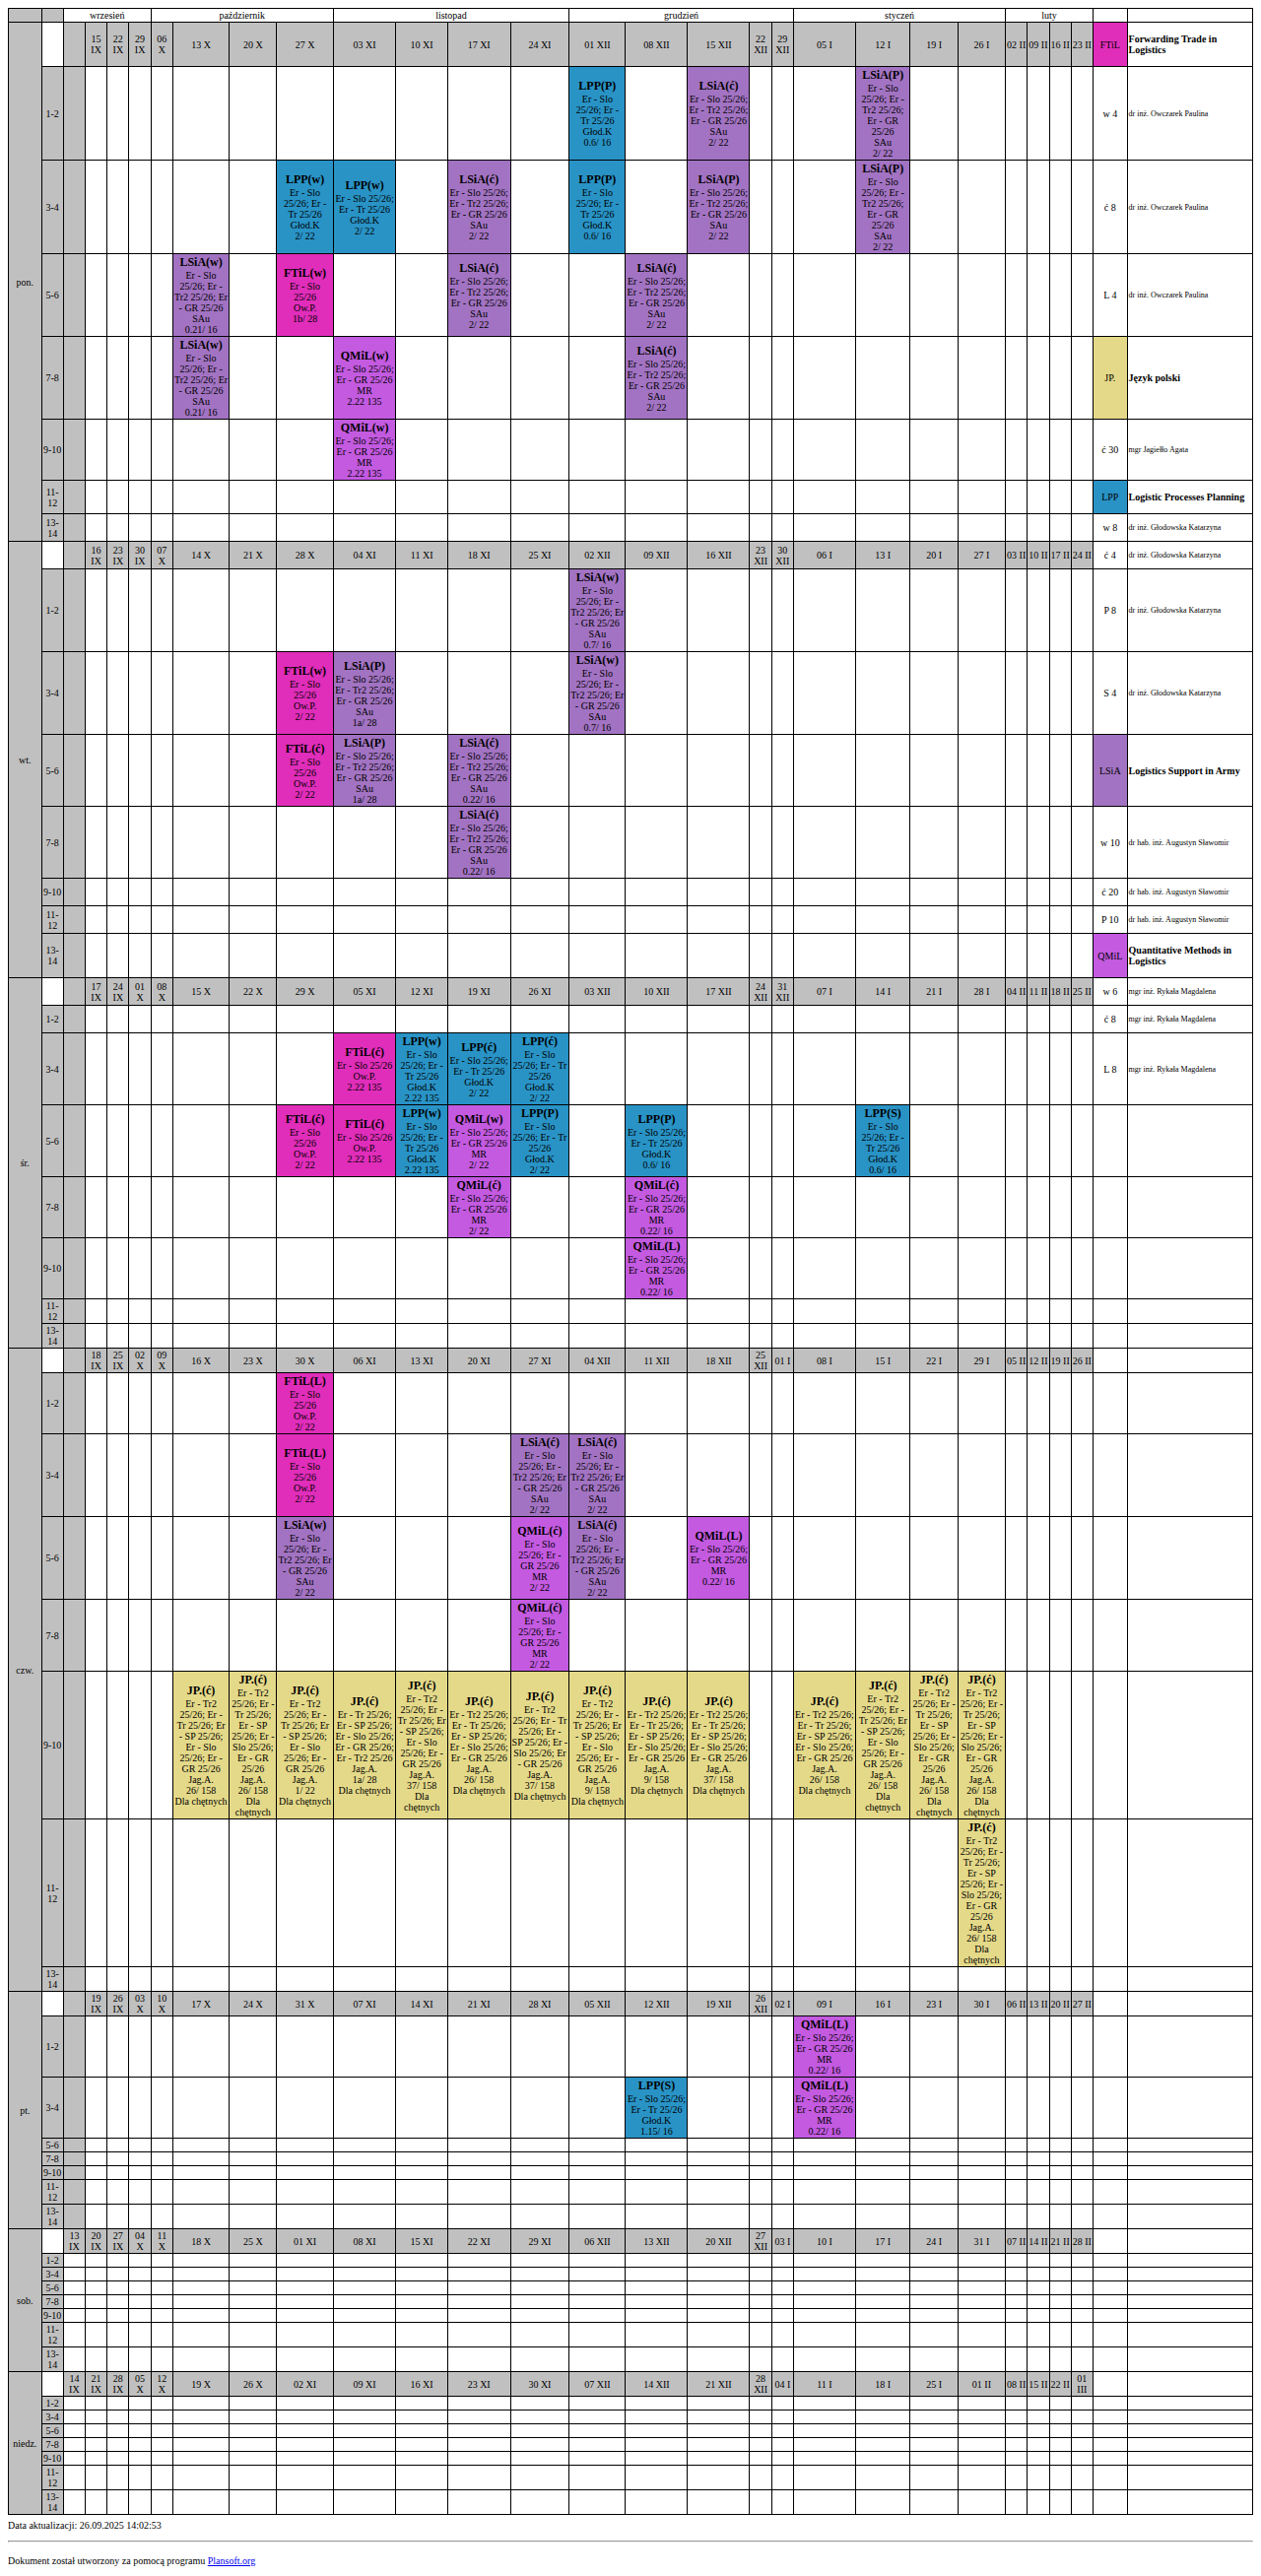 wrzesień październik listopad grudzień styczeń luty
pon.
15 IX 22 IX 29 IX 06 X 13 X 20 X 27 X 03 XI 10 XI 17 XI 24 XI 01 XII 08 XII 15 XII 22 XII 29 XII 05 I 12 I 19 I 26 I 02 II 09 II 16 II 23 II FTiL Forwarding Trade in Logistics
1-2
LPP(P)
Er - Slo
25/26; Er -
Tr 25/26
Głod.K
0.6/ 16
LSiA(ć)
Er - Slo 25/26;
Er - Tr2 25/26;
Er - GR 25/26
SAu
2/ 22
LSiA(P)
Er - Slo
25/26; Er -
Tr2 25/26;
Er - GR
25/26
SAu
2/ 22
w 4 dr inż. Owczarek Paulina
3-4
LPP(w)
Er - Slo
25/26; Er -
Tr 25/26
Głod.K
2/ 22
LPP(w)
Er - Slo 25/26;
Er - Tr 25/26
Głod.K
2/ 22
LSiA(ć)
Er - Slo 25/26;
Er - Tr2 25/26;
Er - GR 25/26
SAu
2/ 22
LPP(P)
Er - Slo
25/26; Er -
Tr 25/26
Głod.K
0.6/ 16
LSiA(P)
Er - Slo 25/26;
Er - Tr2 25/26;
Er - GR 25/26
SAu
2/ 22
LSiA(P)
Er - Slo
25/26; Er -
Tr2 25/26;
Er - GR
25/26
SAu
2/ 22
ć 8 dr inż. Owczarek Paulina
5-6
LSiA(w)
Er - Slo
25/26; Er -
Tr2 25/26; Er
- GR 25/26
SAu
0.21/ 16
FTiL(w)
Er - Slo
25/26
Ow.P.
1b/ 28
LSiA(ć)
Er - Slo 25/26;
Er - Tr2 25/26;
Er - GR 25/26
SAu
2/ 22
LSiA(ć)
Er - Slo 25/26;
Er - Tr2 25/26;
Er - GR 25/26
SAu
2/ 22
L 4 dr inż. Owczarek Paulina
7-8
LSiA(w)
Er - Slo
25/26; Er -
Tr2 25/26; Er
- GR 25/26
SAu
0.21/ 16
QMiL(w)
Er - Slo 25/26;
Er - GR 25/26
MR
2.22 135
LSiA(ć)
Er - Slo 25/26;
Er - Tr2 25/26;
Er - GR 25/26
SAu
2/ 22
JP. Język polski
9-10
QMiL(w)
Er - Slo 25/26;
Er - GR 25/26
MR
2.22 135
ć 30 mgr Jagiełło Agata
11-12 LPP Logistic Processes Planning
13-14 w 8 dr inż. Głodowska Katarzyna
wt.
16 IX 23 IX 30 IX 07 X 14 X 21 X 28 X 04 XI 11 XI 18 XI 25 XI 02 XII 09 XII 16 XII 23 XII 30 XII 06 I 13 I 20 I 27 I 03 II 10 II 17 II 24 II ć 4 dr inż. Głodowska Katarzyna
1-2
LSiA(w)
Er - Slo
25/26; Er -
Tr2 25/26; Er
- GR 25/26
SAu
0.7/ 16
P 8 dr inż. Głodowska Katarzyna
3-4
FTiL(w)
Er - Slo
25/26
Ow.P.
2/ 22
LSiA(P)
Er - Slo 25/26;
Er - Tr2 25/26;
Er - GR 25/26
SAu
1a/ 28
LSiA(w)
Er - Slo
25/26; Er -
Tr2 25/26; Er
- GR 25/26
SAu
0.7/ 16
S 4 dr inż. Głodowska Katarzyna
5-6
FTiL(ć)
Er - Slo
25/26
Ow.P.
2/ 22
LSiA(P)
Er - Slo 25/26;
Er - Tr2 25/26;
Er - GR 25/26
SAu
1a/ 28
LSiA(ć)
Er - Slo 25/26;
Er - Tr2 25/26;
Er - GR 25/26
SAu
0.22/ 16
LSiA Logistics Support in Army
7-8
LSiA(ć)
Er - Slo 25/26;
Er - Tr2 25/26;
Er - GR 25/26
SAu
0.22/ 16
w 10 dr hab. inż. Augustyn Sławomir
9-10 ć 20 dr hab. inż. Augustyn Sławomir
11-12 P 10 dr hab. inż. Augustyn Sławomir
13-14 QMiL Quantitative Methods in Logistics
śr.
17 IX 24 IX 01 X 08 X 15 X 22 X 29 X 05 XI 12 XI 19 XI 26 XI 03 XII 10 XII 17 XII 24 XII 31 XII 07 I 14 I 21 I 28 I 04 II 11 II 18 II 25 II w 6 mgr inż. Rykała Magdalena
1-2 ć 8 mgr inż. Rykała Magdalena
3-4
FTiL(ć)
Er - Slo 25/26
Ow.P.
2.22 135
LPP(w)
Er - Slo
25/26; Er -
Tr 25/26
Głod.K
2.22 135
LPP(ć)
Er - Slo 25/26;
Er - Tr 25/26
Głod.K
2/ 22
LPP(ć)
Er - Slo
25/26; Er - Tr
25/26
Głod.K
2/ 22
L 8 mgr inż. Rykała Magdalena
5-6
FTiL(ć)
Er - Slo
25/26
Ow.P.
2/ 22
FTiL(ć)
Er - Slo 25/26
Ow.P.
2.22 135
LPP(w)
Er - Slo
25/26; Er -
Tr 25/26
Głod.K
2.22 135
QMiL(w)
Er - Slo 25/26;
Er - GR 25/26
MR
2/ 22
LPP(P)
Er - Slo
25/26; Er - Tr
25/26
Głod.K
2/ 22
LPP(P)
Er - Slo 25/26;
Er - Tr 25/26
Głod.K
0.6/ 16
LPP(S)
Er - Slo
25/26; Er -
Tr 25/26
Głod.K
0.6/ 16
7-8
QMiL(ć)
Er - Slo 25/26;
Er - GR 25/26
MR
2/ 22
QMiL(ć)
Er - Slo 25/26;
Er - GR 25/26
MR
0.22/ 16
9-10
QMiL(L)
Er - Slo 25/26;
Er - GR 25/26
MR
0.22/ 16
11-12
13-14
czw.
18 IX 25 IX 02 X 09 X 16 X 23 X 30 X 06 XI 13 XI 20 XI 27 XI 04 XII 11 XII 18 XII 25 XII 01 I 08 I 15 I 22 I 29 I 05 II 12 II 19 II 26 II
1-2
FTiL(L)
Er - Slo
25/26
Ow.P.
2/ 22
3-4
FTiL(L)
Er - Slo
25/26
Ow.P.
2/ 22
LSiA(ć)
Er - Slo
25/26; Er -
Tr2 25/26; Er
- GR 25/26
SAu
2/ 22
LSiA(ć)
Er - Slo
25/26; Er -
Tr2 25/26; Er
- GR 25/26
SAu
2/ 22
5-6
LSiA(w)
Er - Slo
25/26; Er -
Tr2 25/26; Er
- GR 25/26
SAu
2/ 22
QMiL(ć)
Er - Slo
25/26; Er -
GR 25/26
MR
2/ 22
LSiA(ć)
Er - Slo
25/26; Er -
Tr2 25/26; Er
- GR 25/26
SAu
2/ 22
QMiL(L)
Er - Slo 25/26;
Er - GR 25/26
MR
0.22/ 16
7-8
QMiL(ć)
Er - Slo
25/26; Er -
GR 25/26
MR
2/ 22
9-10
JP.(ć)
Er - Tr2
25/26; Er -
Tr 25/26; Er
- SP 25/26;
Er - Slo
25/26; Er -
GR 25/26
Jag.A.
26/ 158
Dla chętnych
JP.(ć)
Er - Tr2
25/26; Er -
Tr 25/26;
Er - SP
25/26; Er -
Slo 25/26;
Er - GR
25/26
Jag.A.
26/ 158
Dla
chętnych
JP.(ć)
Er - Tr2
25/26; Er -
Tr 25/26; Er
- SP 25/26;
Er - Slo
25/26; Er -
GR 25/26
Jag.A.
1/ 22
Dla chętnych
JP.(ć)
Er - Tr 25/26;
Er - SP 25/26;
Er - Slo 25/26;
Er - GR 25/26;
Er - Tr2 25/26
Jag.A.
1a/ 28
Dla chętnych
JP.(ć)
Er - Tr2
25/26; Er -
Tr 25/26; Er
- SP 25/26;
Er - Slo
25/26; Er -
GR 25/26
Jag.A.
37/ 158
Dla
chętnych
JP.(ć)
Er - Tr2 25/26;
Er - Tr 25/26;
Er - SP 25/26;
Er - Slo 25/26;
Er - GR 25/26
Jag.A.
26/ 158
Dla chętnych
JP.(ć)
Er - Tr2
25/26; Er - Tr
25/26; Er -
SP 25/26; Er -
Slo 25/26; Er
- GR 25/26
Jag.A.
37/ 158
Dla chętnych
JP.(ć)
Er - Tr2
25/26; Er -
Tr 25/26; Er
- SP 25/26;
Er - Slo
25/26; Er -
GR 25/26
Jag.A.
9/ 158
Dla chętnych
JP.(ć)
Er - Tr2 25/26;
Er - Tr 25/26;
Er - SP 25/26;
Er - Slo 25/26;
Er - GR 25/26
Jag.A.
9/ 158
Dla chętnych
JP.(ć)
Er - Tr2 25/26;
Er - Tr 25/26;
Er - SP 25/26;
Er - Slo 25/26;
Er - GR 25/26
Jag.A.
37/ 158
Dla chętnych
JP.(ć)
Er - Tr2 25/26;
Er - Tr 25/26;
Er - SP 25/26;
Er - Slo 25/26;
Er - GR 25/26
Jag.A.
26/ 158
Dla chętnych
JP.(ć)
Er - Tr2
25/26; Er -
Tr 25/26; Er
- SP 25/26;
Er - Slo
25/26; Er -
GR 25/26
Jag.A.
26/ 158
Dla
chętnych
JP.(ć)
Er - Tr2
25/26; Er -
Tr 25/26;
Er - SP
25/26; Er -
Slo 25/26;
Er - GR
25/26
Jag.A.
26/ 158
Dla
chętnych
JP.(ć)
Er - Tr2
25/26; Er -
Tr 25/26;
Er - SP
25/26; Er -
Slo 25/26;
Er - GR
25/26
Jag.A.
26/ 158
Dla
chętnych
11-12
JP.(ć)
Er - Tr2
25/26; Er -
Tr 25/26;
Er - SP
25/26; Er -
Slo 25/26;
Er - GR
25/26
Jag.A.
26/ 158
Dla
chętnych
13-14
pt.
19 IX 26 IX 03 X 10 X 17 X 24 X 31 X 07 XI 14 XI 21 XI 28 XI 05 XII 12 XII 19 XII 26 XII 02 I 09 I 16 I 23 I 30 I 06 II 13 II 20 II 27 II
1-2
QMiL(L)
Er - Slo 25/26;
Er - GR 25/26
MR
0.22/ 16
3-4
LPP(S)
Er - Slo 25/26;
Er - Tr 25/26
Głod.K
1.15/ 16
QMiL(L)
Er - Slo 25/26;
Er - GR 25/26
MR
0.22/ 16
5-6
7-8
9-10
11-12
13-14
sob.
13 IX 20 IX 27 IX 04 X 11 X 18 X 25 X 01 XI 08 XI 15 XI 22 XI 29 XI 06 XII 13 XII 20 XII 27 XII 03 I 10 I 17 I 24 I 31 I 07 II 14 II 21 II 28 II
1-2
3-4
5-6
7-8
9-10
11-12
13-14
niedz.
14 IX 21 IX 28 IX 05 X 12 X 19 X 26 X 02 XI 09 XI 16 XI 23 XI 30 XI 07 XII 14 XII 21 XII 28 XII 04 I 11 I 18 I 25 I 01 II 08 II 15 II 22 II 01 III
1-2
3-4
5-6
7-8
9-10
11-12
13-14
Data aktualizacji: 26.09.2025 14:02:53
Dokument został utworzony za pomocą programu Plansoft.org